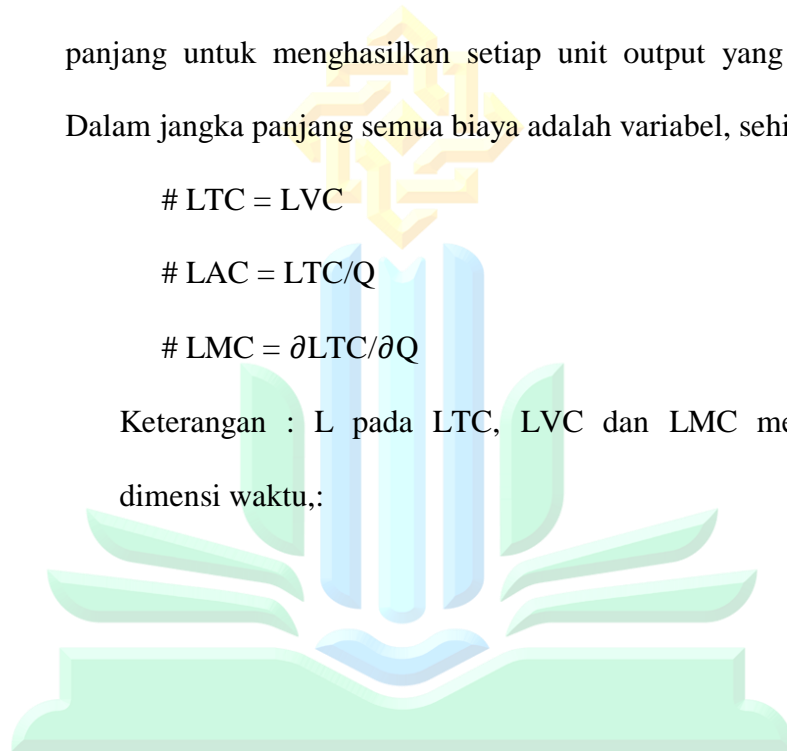 panjang untuk menghasilkan setiap unit output yang
Dalam jangka panjang semua biaya adalah variabel, sehi
# LTC = LVC
# LAC = LTC/Q
# LMC = ∂LTC/∂Q
Keterangan : L pada LTC, LVC dan LMC me
dimensi waktu,: